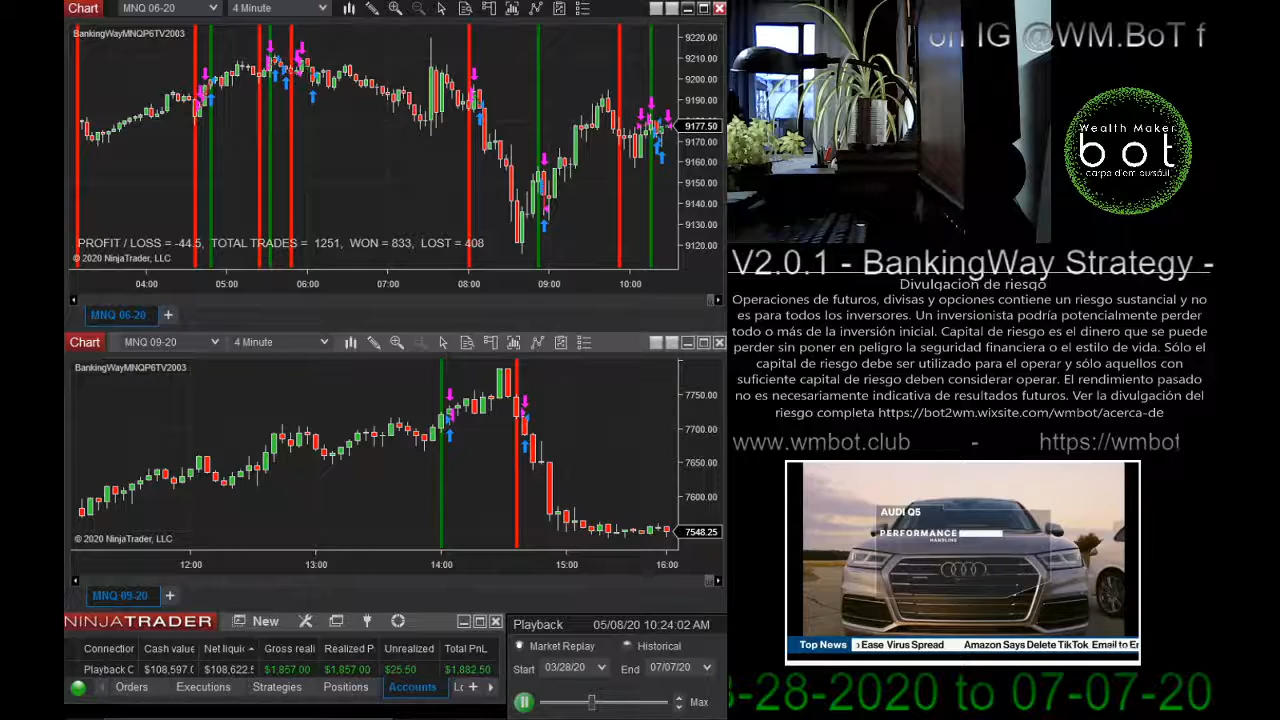 Chart MNQ 06-20 4 Minute
BankingWayMNQP6TV2003
9220.00
9210.00
9200.00
9190.00
9177.50
9170.00
9160.00
9150.00
9140.00
9130.00
9120.00
PROFIT / LOSS = -44.5, TOTAL TRADES = 1251, WON = 833, LOST = 408
© 2020 NinjaTrader, LLC
04:00 05:00 06:00 07:00 08:00 09:00 10:00
MNQ 06-20 +
Chart MNQ 09-20 4 Minute
BankingWayMNQP6TV2003
7750.00
7700.00
7650.00
7600.00
7548.25
© 2020 NinjaTrader, LLC
12:00 13:00 14:00 15:00 16:00
MNQ 09-20 +
NINJATRADER New
Connection Cash value Net liquid Gross reali Realized P Unrealized Total PnL
Playback C $108,597.0 $108,622.5 $1,857.00 $1,857.00 $25.50 $1,882.50
Orders Executions Strategies Positions Accounts +
Playback 05/08/20 10:24:02 AM
Market Replay Historical
Start 03/28/20 End 07/07/20
Max
on IG @WM.BoT f
Wealth Maker
bot
V2.0.1 - BankingWay Strategy -
Divulgación de riesgo
Operaciones de futuros, divisas y opciones contiene un riesgo sustancial y no
es para todos los inversores. Un inversionista podría potencialmente perder
todo o más de la inversión inicial. Capital de riesgo es el dinero que se puede
perder sin poner en peligro la seguridad financiera o el estilo de vida. Sólo el
capital de riesgo debe ser utilizado para el operar y sólo aquellos con
suficiente capital de riesgo deben considerar operar. El rendimiento pasado
no es necesariamente indicativa de resultados futuros. Ver la divulgación del
riesgo completa https://bot2wm.wixsite.com/wmbot/acerca-de
www.wmbot.club - https://wmbot
AUDI Q5
PERFORMANCE
HANDLING
Top News Ease Virus Spread Amazon Says Delete TikTok Email to E
-28-2020 to 07-07-20